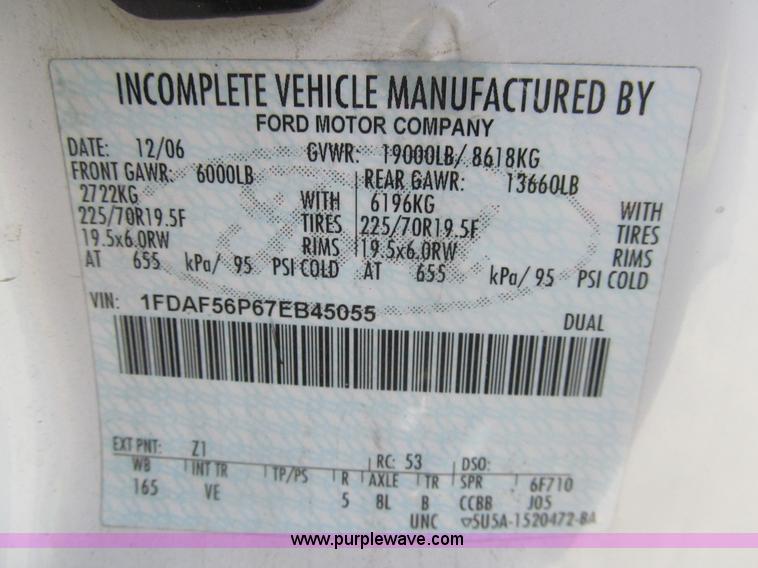 INCOMPLETE VEHICLE MANUFACTURED BY
FORD MOTOR COMPANY
DATE: 12/06 GVWR: 19000LB/ 8618KG
FRONT GAWR: 6000LB REAR GAWR: 13660LB
2722KG WITH 6196KG WITH
225/70R19.5F TIRES 225/70R19.5F TIRES
19.5x6.0RW RIMS 19.5x6.0RW RIMS
AT 655 kPa/ 95 PSI COLD AT 655 kPa/ 95 PSI COLD
VIN: 1FDAF56P67EB45055
DUAL
EXT PNT: Z1 RC: 53 DSO:
WB INT TR TP/PS R AXLE TR SPR 6F710
165 VE 5 8L B CCBB J05
UNC 5U5A-1520472-BA
www.purplewave.com